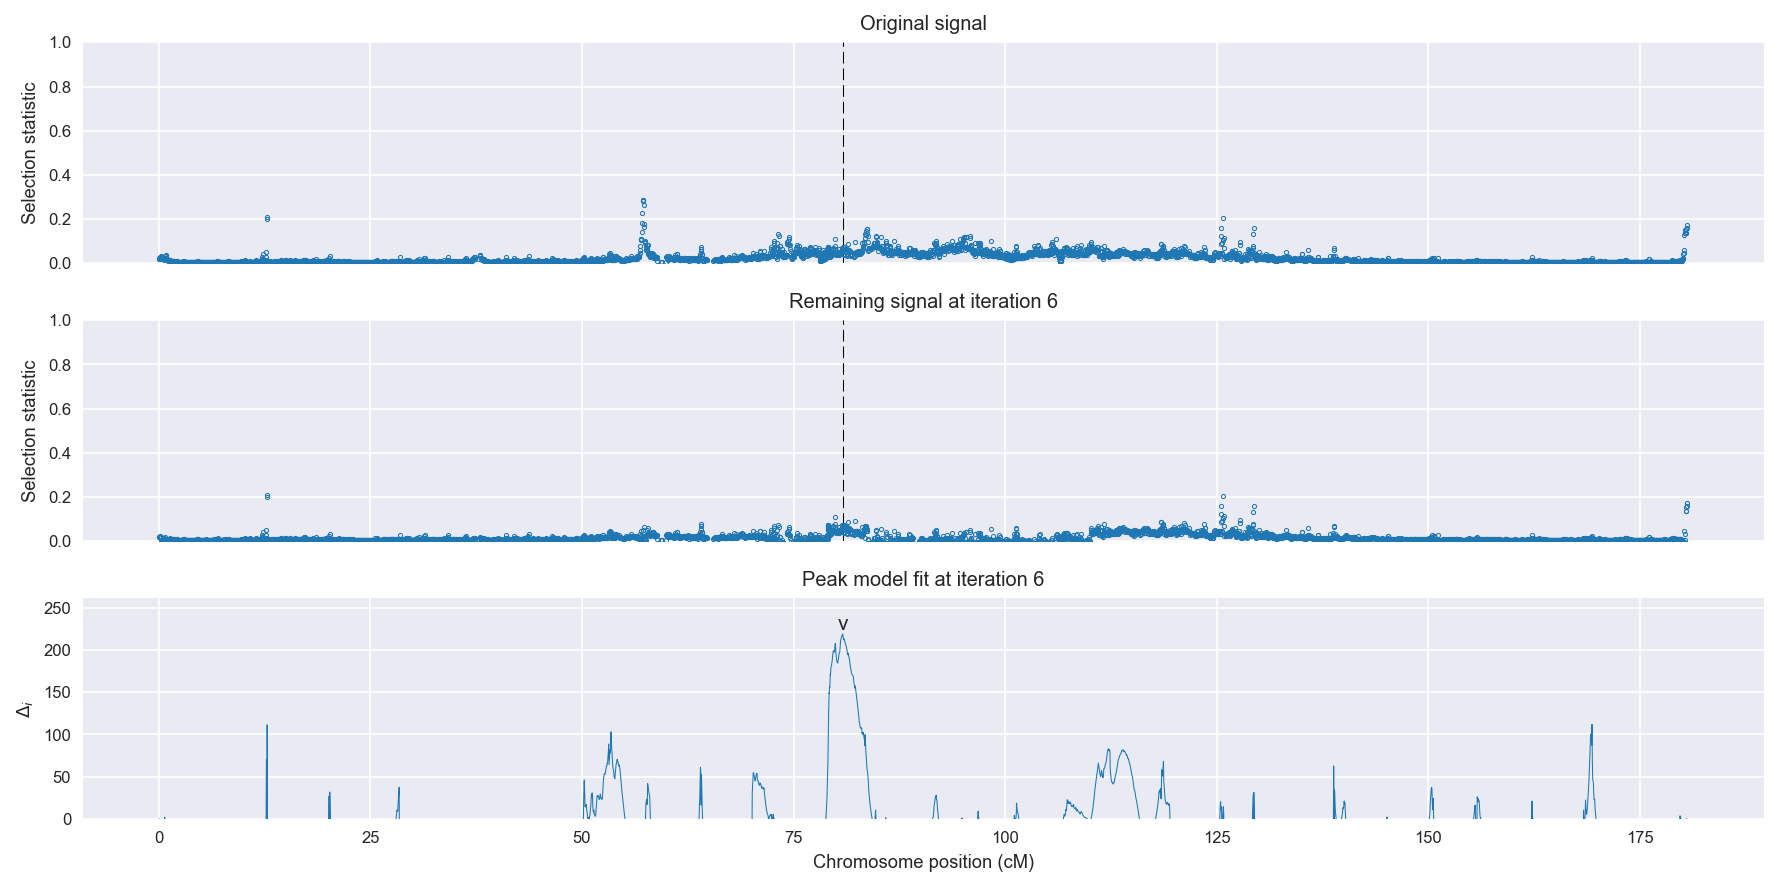 Original signal
1.0
0.8
0.6
0.4
0.2
0.0
Selection statistic
Remaining signal at iteration 6
1.0
0.8
0.6
0.4
0.2
0.0
Selection statistic
Peak model fit at iteration 6
250
200
150
100
50
0
Δi
v
0 25 50 75 100 125 150 175
Chromosome position (cM)